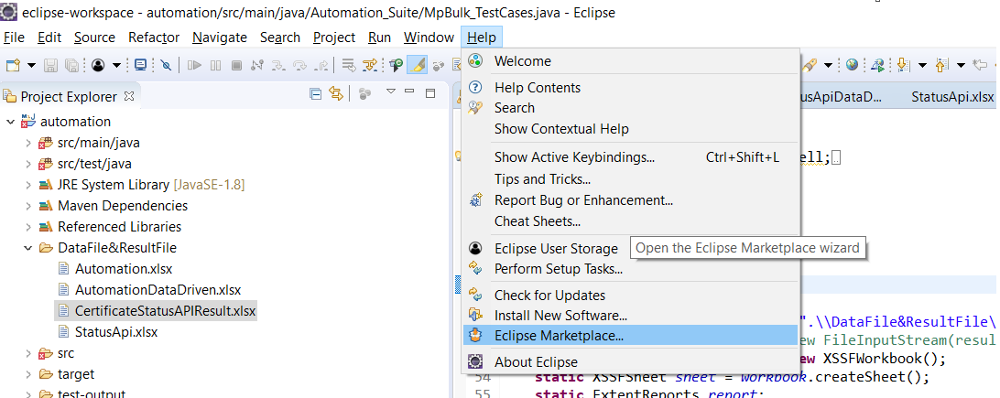 eclipse-workspace - automation/src/main/java/Automation_Suite/MpBulk_TestCases.java - Eclipse
File Edit Source Refactor Navigate Search Project Run Window Help
Project Explorer
automation
src/main/java
src/test/java
JRE System Library [JavaSE-1.8]
Maven Dependencies
Referenced Libraries
DataFile&ResultFile
Automation.xlsx
AutomationDataDriven.xlsx
CertificateStatusAPIResult.xlsx
StatusApi.xlsx
src
target
test-output
Welcome
Help Contents
Search
Show Contextual Help
Show Active Keybindings... Ctrl+Shift+L
Tips and Tricks...
Report Bug or Enhancement...
Cheat Sheets...
Eclipse User Storage
Perform Setup Tasks...
Check for Updates
Install New Software...
Eclipse Marketplace...
About Eclipse
Open the Eclipse Marketplace wizard
usApiDataD... StatusApi.xlsx
ell;
".\\DataFile&ResultFile\
ew FileInputStream(resul
ew XSSFWorkbook();
54 static XSSFSheet sheet = workbook.createSheet();
55 static ExtentReports report;